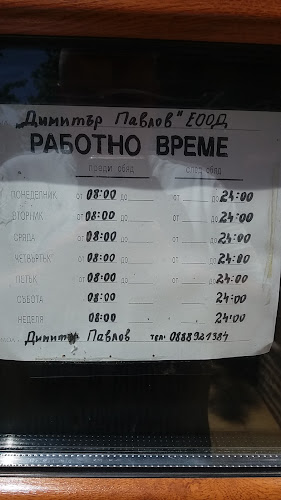 „Димитър Павлов" ЕООД
РАБОТНО ВРЕМЕ
преди обяд след обяд
ПОНЕДЕЛНИК от 08:00 до от до 24:00
ВТОРНИК от 08:00 до от до 24:00
СРЯДА от 08:00 до от до 24:00
ЧЕТВЪРТЪК от 08:00 до от до 24:00
ПЕТЪК от 08:00 до от до 24:00
СЪБОТА 08:00 24:00
НЕДЕЛЯ 08:00 24:00
Димитър Павлов тел: 0888921384